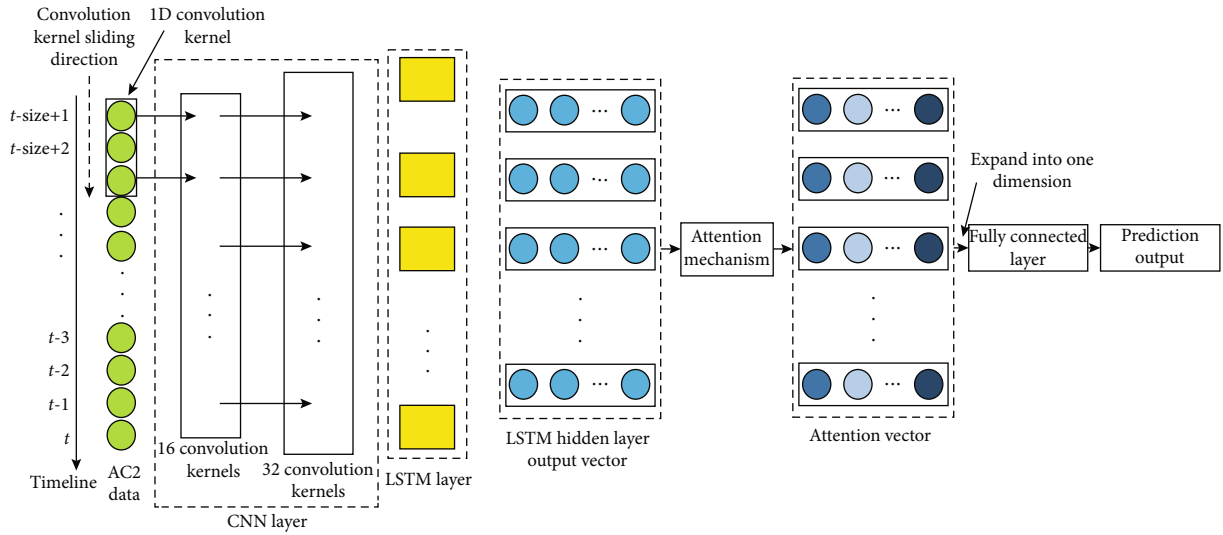 Convolution
kernel sliding
direction
1D convolution
kernel
t-size+1
t-size+2
.
.
.
.
.
.
t-3
t-2
t-1
t
Timeline
AC2
data
.
.
.
16 convolution
kernels
.
.
.
32 convolution
kernels
CNN layer
.
.
.
LSTM layer
...
...
...
.
.
.
...
LSTM hidden layer
output vector
Attention
mechanism
...
...
...
.
.
.
...
Attention vector
Expand into one
dimension
Fully connected
layer
Prediction
output